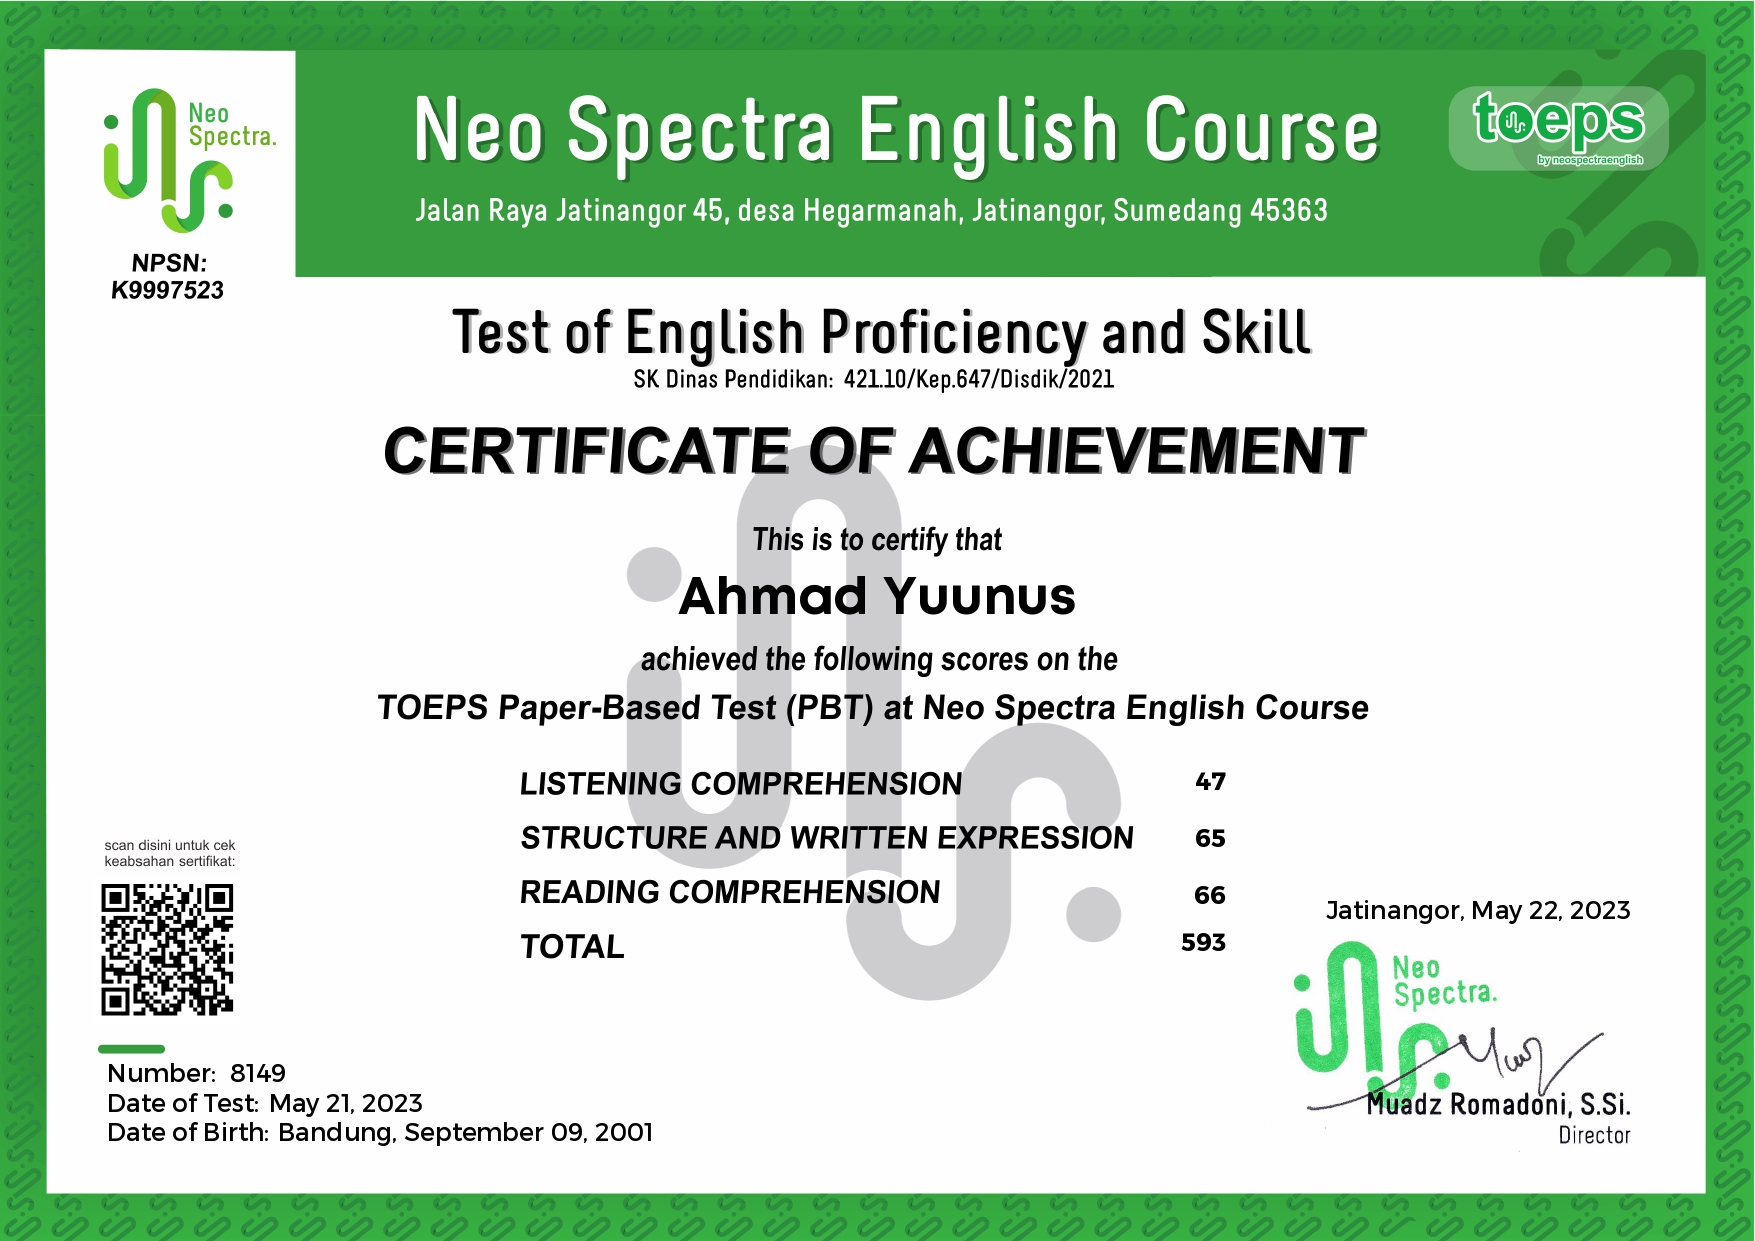 Neo
Spectra.
NPSN:
K9997523
Neo Spectra English Course
Jalan Raya Jatinangor 45, desa Hegarmanah, Jatinangor, Sumedang 45363
toeps
by neospectraenglish
Test of English Proficiency and Skill
SK Dinas Pendidikan: 421.10/Kep.647/Disdik/2021
CERTIFICATE OF ACHIEVEMENT
This is to certify that
Ahmad Yuunus
achieved the following scores on the
TOEPS Paper-Based Test (PBT) at Neo Spectra English Course
LISTENING COMPREHENSION 47
STRUCTURE AND WRITTEN EXPRESSION 65
READING COMPREHENSION 66
TOTAL 593
scan disini untuk cek
keabsahan sertifikat:
Number: 8149
Date of Test: May 21, 2023
Date of Birth: Bandung, September 09, 2001
Jatinangor, May 22, 2023
Neo
Spectra.
Muadz Romadoni, S.Si.
Director